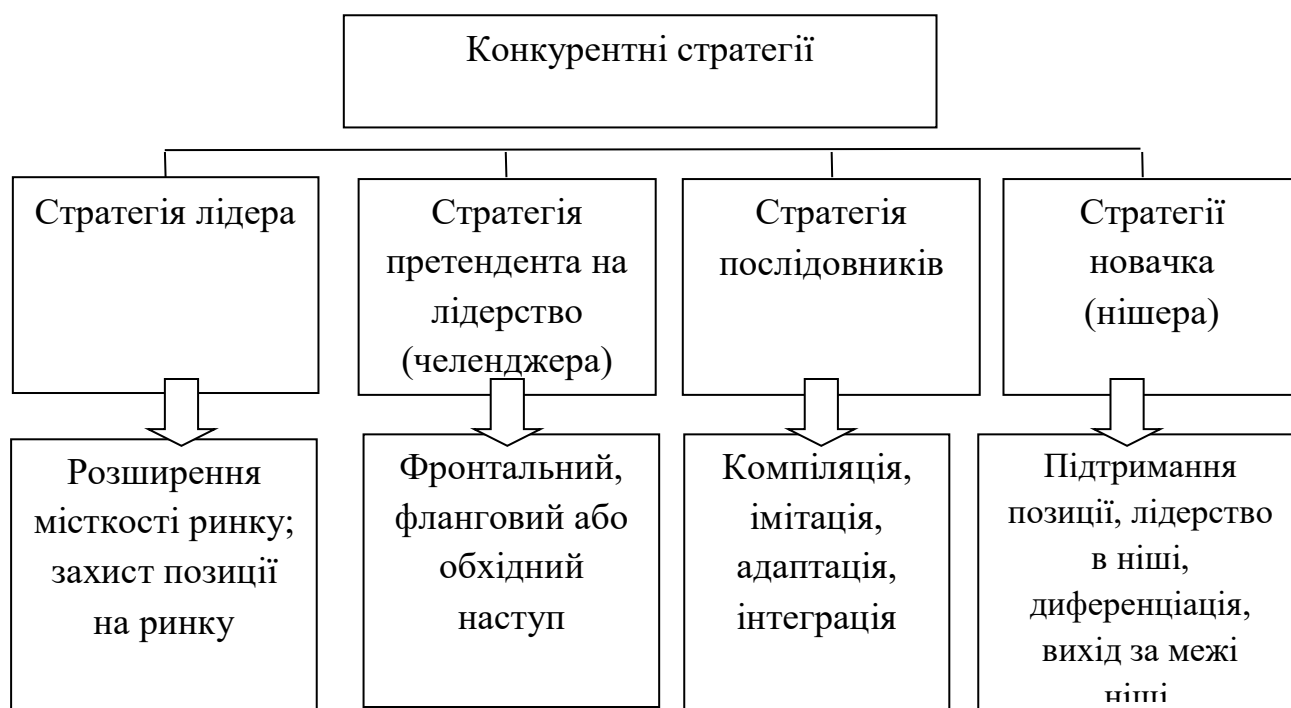 Конкурентні стратегії
Стратегія лідера
Стратегія
претендента на
лідерство
(челенджера)
Стратегія
послідовників
Стратегії
новачка
(нішера)
Розширення
місткості ринку;
захист позиції
на ринку
Фронтальний,
фланговий або
обхідний
наступ
Компіляція,
імітація,
адаптація,
інтеграція
Підтримання
позиції, лідерство
в ніші,
диференціація,
вихід за межі
ніші